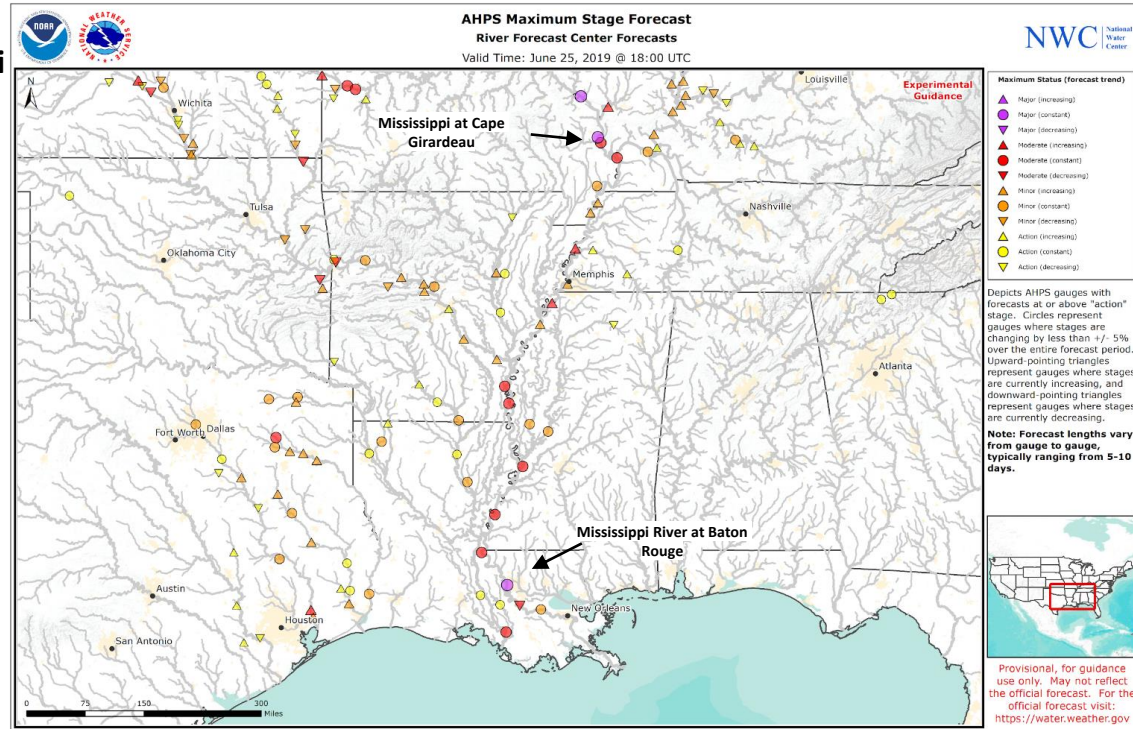 i
NOAA
NATIONAL WEATHER SERVICE
AHPS Maximum Stage Forecast
River Forecast Center Forecasts
Valid Time: June 25, 2019 @ 18:00 UTC
NWC
National
Water
Center
N
Experimental
Guidance
Louisville
Wichita
Mississippi at Cape
Girardeau
Tulsa
Nashville
Oklahoma City
Memphis
Atlanta
Fort Worth
Dallas
Mississippi River at Baton
Rouge
Austin
New Orleans
Houston
San Antonio
0 75 150 300
Miles
Maximum Status (forecast trend)
Major (increasing)
Major (constant)
Major (decreasing)
Moderate (increasing)
Moderate (constant)
Moderate (decreasing)
Minor (increasing)
Minor (constant)
Minor (decreasing)
Action (increasing)
Action (constant)
Action (decreasing)
Depicts AHPS gauges with
forecasts at or above "action"
stage. Circles represent
gauges where stages are
changing by less than +/- 5%
over the entire forecast period.
Upward-pointing triangles
represent gauges where stages
are currently increasing, and
downward-pointing triangles
represent gauges where stages
are currently decreasing.
Note: Forecast lengths vary
from gauge to gauge,
typically ranging from 5-10
days.
Provisional, for guidance
use only. May not reflect
the official forecast. For the
official forecast visit:
https://water.weather.gov